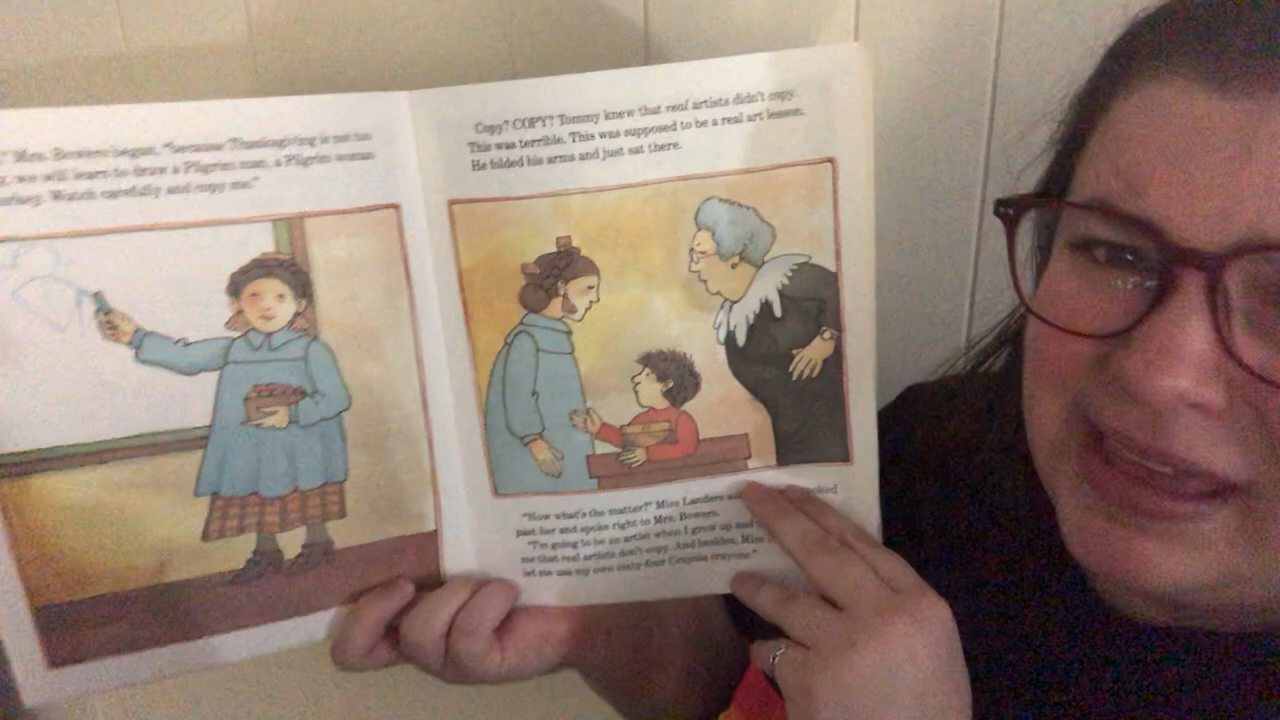 Mrs. Bowers began, "because Thanksgiving is not too
we will learn to draw a Pilgrim man, a Pilgrim woman
Watch carefully and copy me."
Copy? COPY? Tommy knew that real artists didn't copy.
This was terrible. This was supposed to be a real art lesson.
He folded his arms and just sat there.
"Now what's the matter?" Miss Landers
past her and spoke right to Mrs. Bowers.
"I'm going to be an artist when I grow up and
me that real artists don't copy. And besides, Miss
let me use my own sixty-four Crayola crayons."